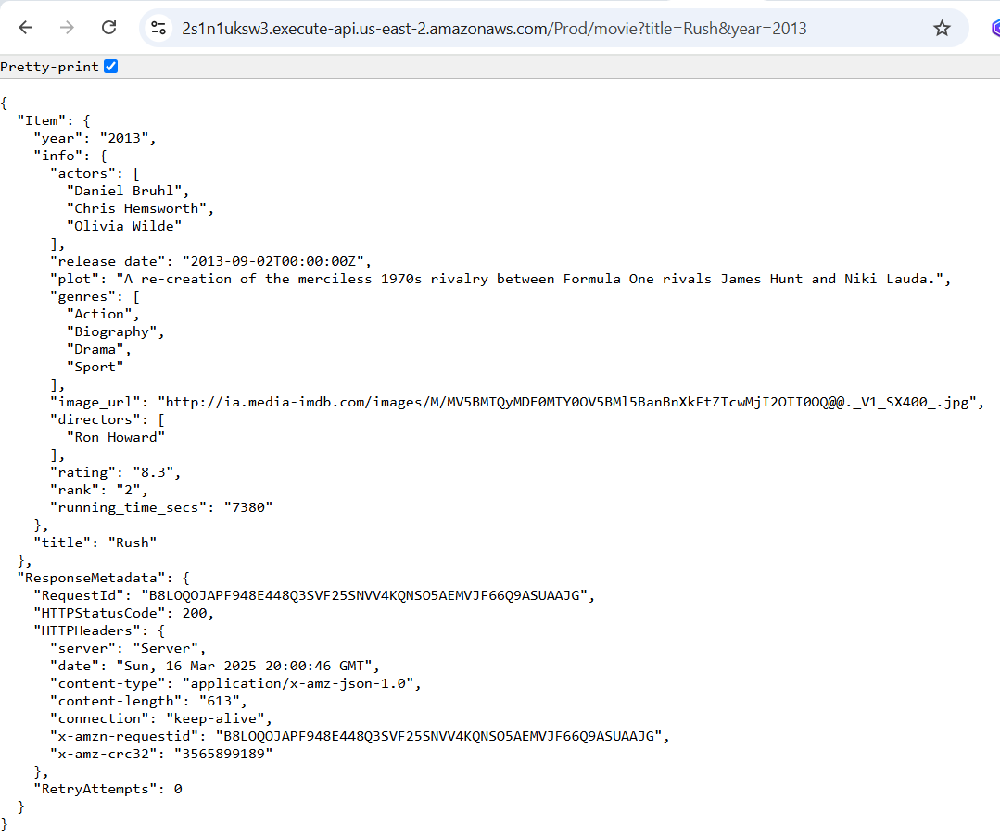 2s1n1uksw3.execute-api.us-east-2.amazonaws.com/Prod/movie?title=Rush&year=2013
Pretty-print
{
  "Item": {
    "year": "2013",
    "info": {
      "actors": [
        "Daniel Bruhl",
        "Chris Hemsworth",
        "Olivia Wilde"
      ],
      "release_date": "2013-09-02T00:00:00Z",
      "plot": "A re-creation of the merciless 1970s rivalry between Formula One rivals James Hunt and Niki Lauda.",
      "genres": [
        "Action",
        "Biography",
        "Drama",
        "Sport"
      ],
      "image_url": "http://ia.media-imdb.com/images/M/MV5BMTQyMDE0MTY0OV5BMl5BanBnXkFtZTcwMjI2OTI0OQ@@._V1_SX400_.jpg",
      "directors": [
        "Ron Howard"
      ],
      "rating": "8.3",
      "rank": "2",
      "running_time_secs": "7380"
    },
    "title": "Rush"
  },
  "ResponseMetadata": {
    "RequestId": "B8LOQOJAPF948E448Q3SVF25SNVV4KQNSO5AEMVJF66Q9ASUAAJG",
    "HTTPStatusCode": 200,
    "HTTPHeaders": {
      "server": "Server",
      "date": "Sun, 16 Mar 2025 20:00:46 GMT",
      "content-type": "application/x-amz-json-1.0",
      "content-length": "613",
      "connection": "keep-alive",
      "x-amzn-requestid": "B8LOQOJAPF948E448Q3SVF25SNVV4KQNSO5AEMVJF66Q9ASUAAJG",
      "x-amz-crc32": "3565899189"
    },
    "RetryAttempts": 0
  }
}